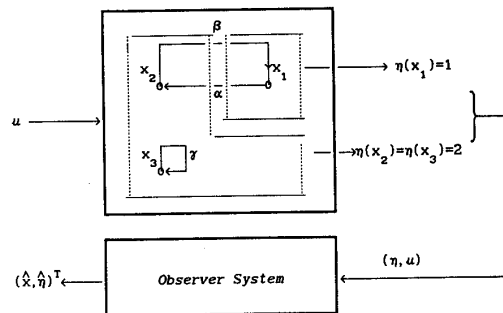 β
x₂
x₁
η(x₁)=1
α
u
x₃
γ
η(x₂)=η(x₃)=2
(x̂,η̂)ᵀ
Observer System
(η,u)